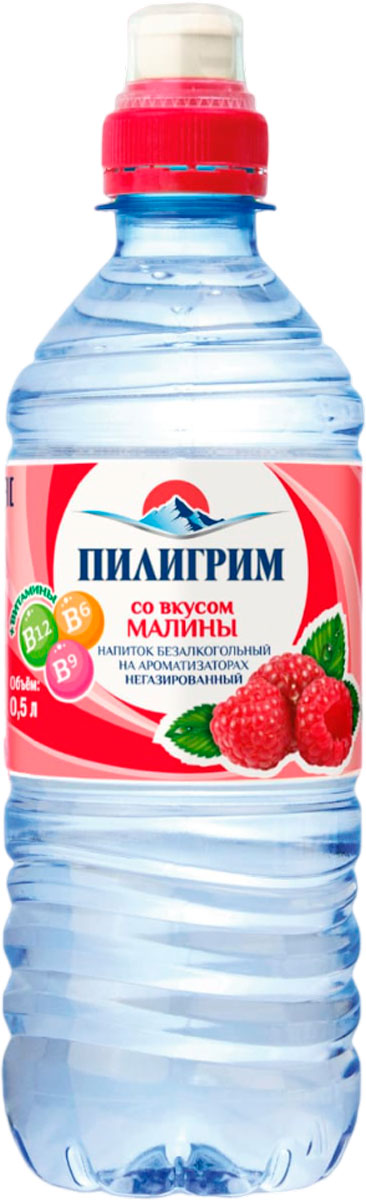 ПИЛИГРИМ
СО ВКУСОМ
МАЛИНЫ
НАПИТОК БЕЗАЛКОГОЛЬНЫЙ
НА АРОМАТИЗАТОРАХ
НЕГАЗИРОВАННЫЙ
+ ВИТАМИНЫ
B12
B6
B9
Объём:
0,5 л